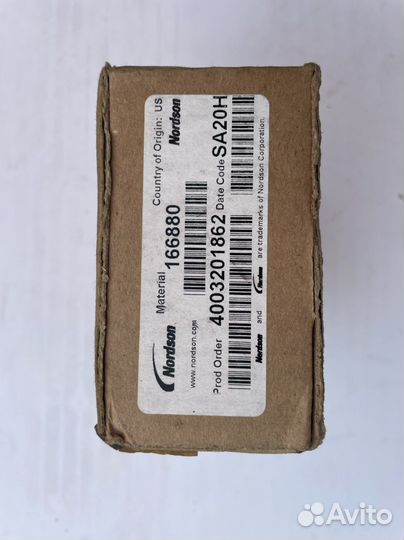 Nordson
www.nordson.com
Material 166880
Country of Origin: US
Nordson
Prod Order 4003201862 Date Code SA20H
Nordson and Nordson are trademarks of Nordson Corporation.
Avito